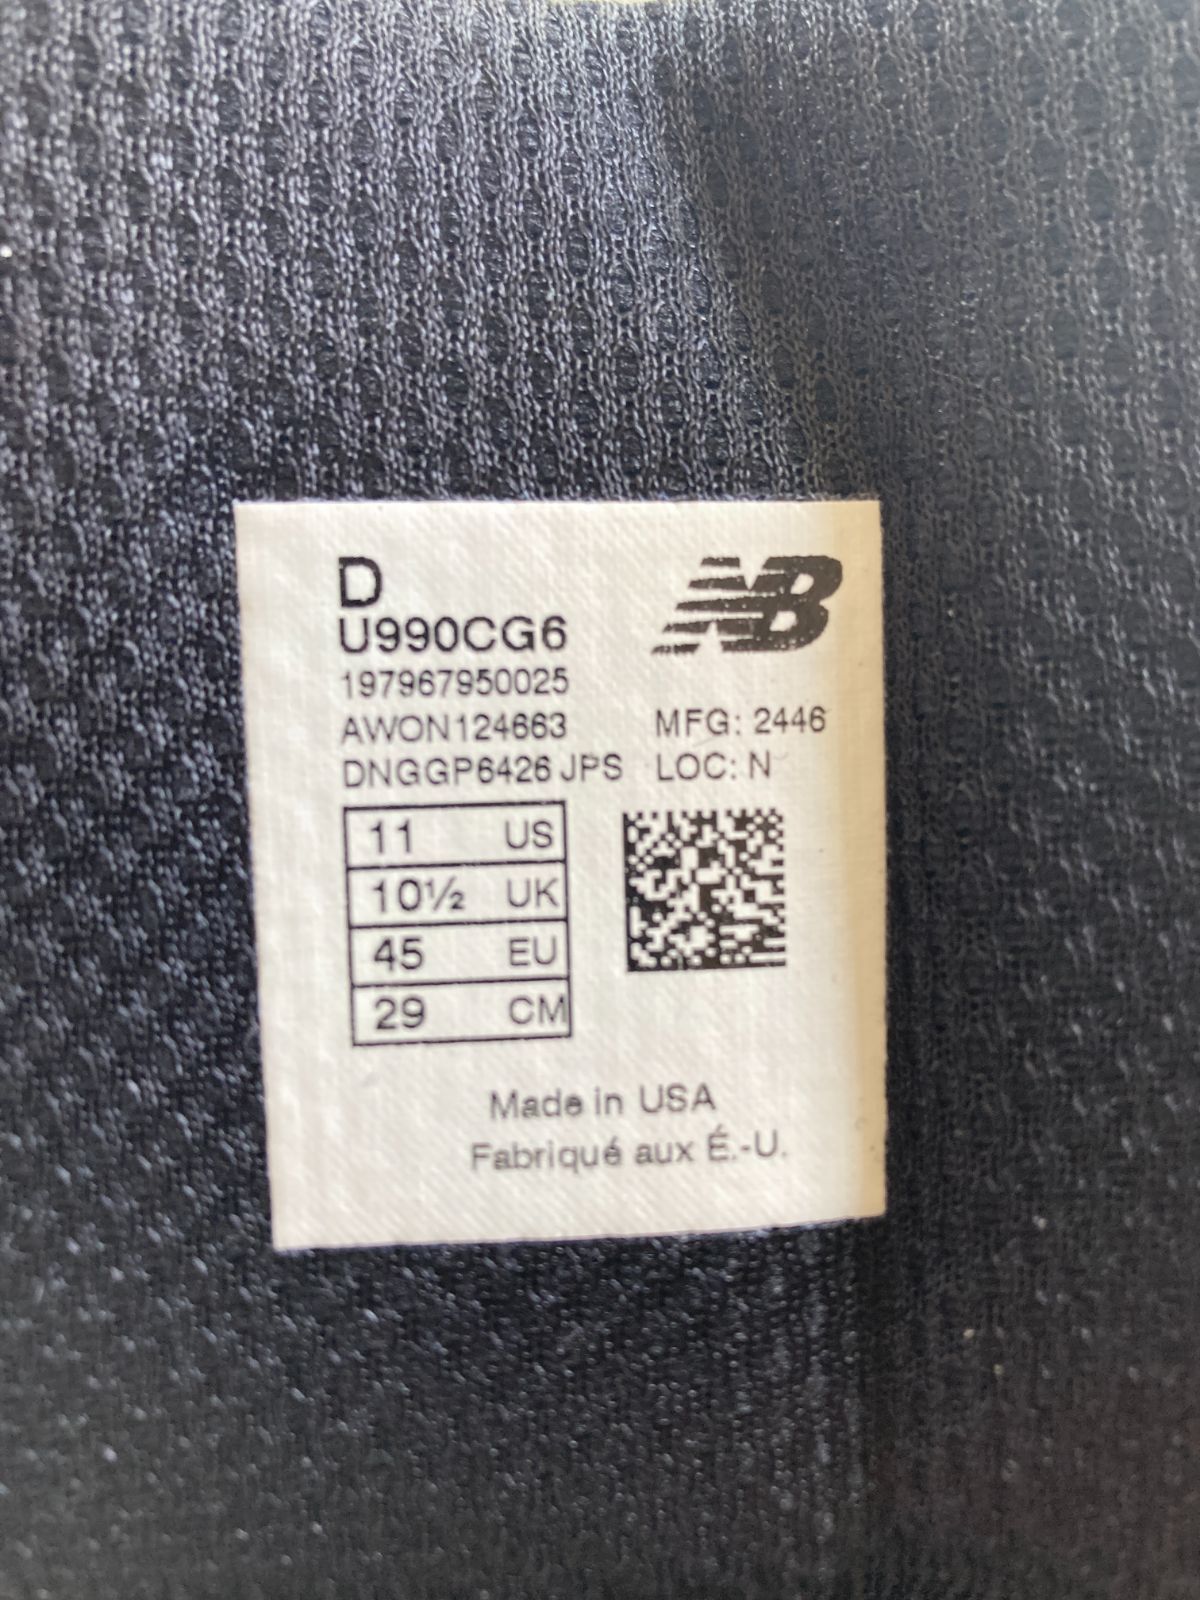 D
NB
U990CG6
197967950025
AWON124663 MFG: 2446
DNGGP6426 JPS LOC: N
11 US
10½ UK
45 EU
29 CM
Made in USA
Fabriqué aux É.-U.